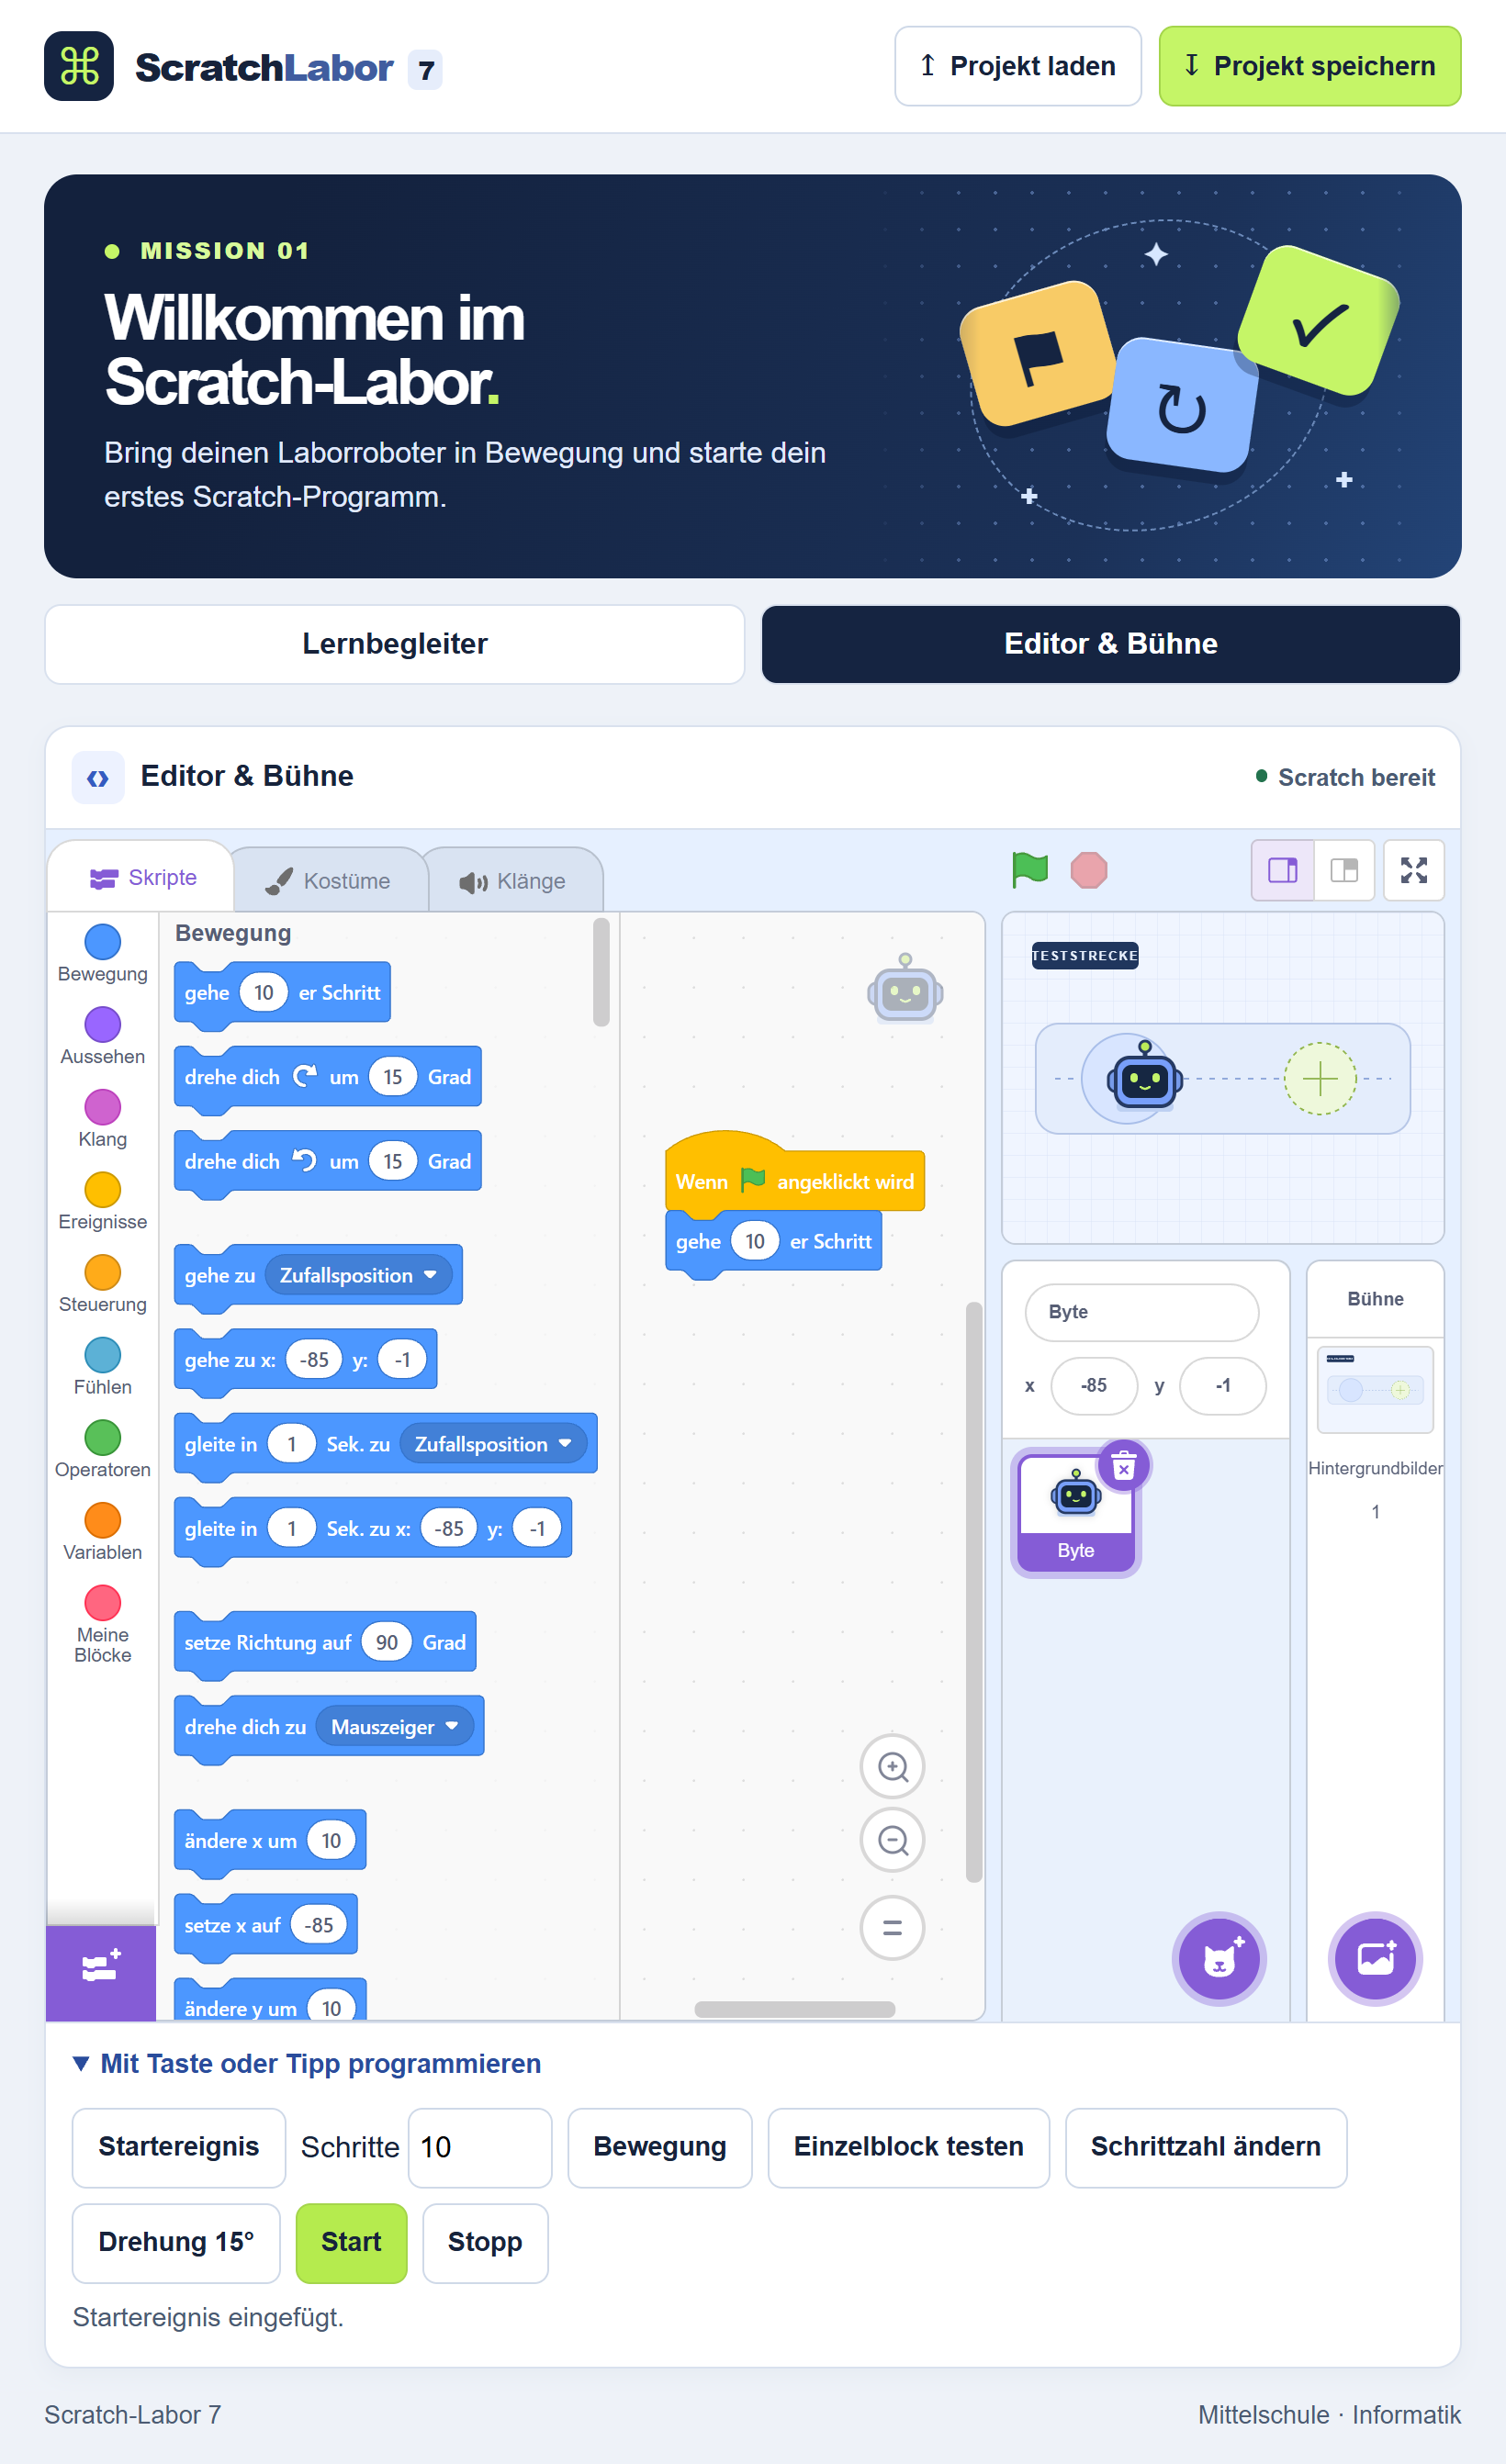 ⌘ ScratchLabor 7
↥ Projekt laden
↧ Projekt speichern
MISSION 01
Willkommen im
Scratch-Labor.
Bring deinen Laborroboter in Bewegung und starte dein
erstes Scratch-Programm.
Lernbegleiter
Editor & Bühne
‹› Editor & Bühne
Scratch bereit
Skripte
Kostüme
Klänge
Bewegung
Aussehen
Klang
Ereignisse
Steuerung
Fühlen
Operatoren
Variablen
Meine
Blöcke
Bewegung
gehe 10 er Schritt
drehe dich um 15 Grad
drehe dich um 15 Grad
gehe zu Zufallsposition
gehe zu x: -85 y: -1
gleite in 1 Sek. zu Zufallsposition
gleite in 1 Sek. zu x: -85 y: -1
setze Richtung auf 90 Grad
drehe dich zu Mauszeiger
ändere x um 10
setze x auf -85
ändere y um 10
Wenn angeklickt wird
gehe 10 er Schritt
TESTSTRECKE
Byte
x -85 y -1
Byte
Bühne
Hintergrundbilder
1
Mit Taste oder Tipp programmieren
Startereignis
Schritte 10
Bewegung
Einzelblock testen
Schrittzahl ändern
Drehung 15°
Start
Stopp
Startereignis eingefügt.
Scratch-Labor 7
Mittelschule · Informatik